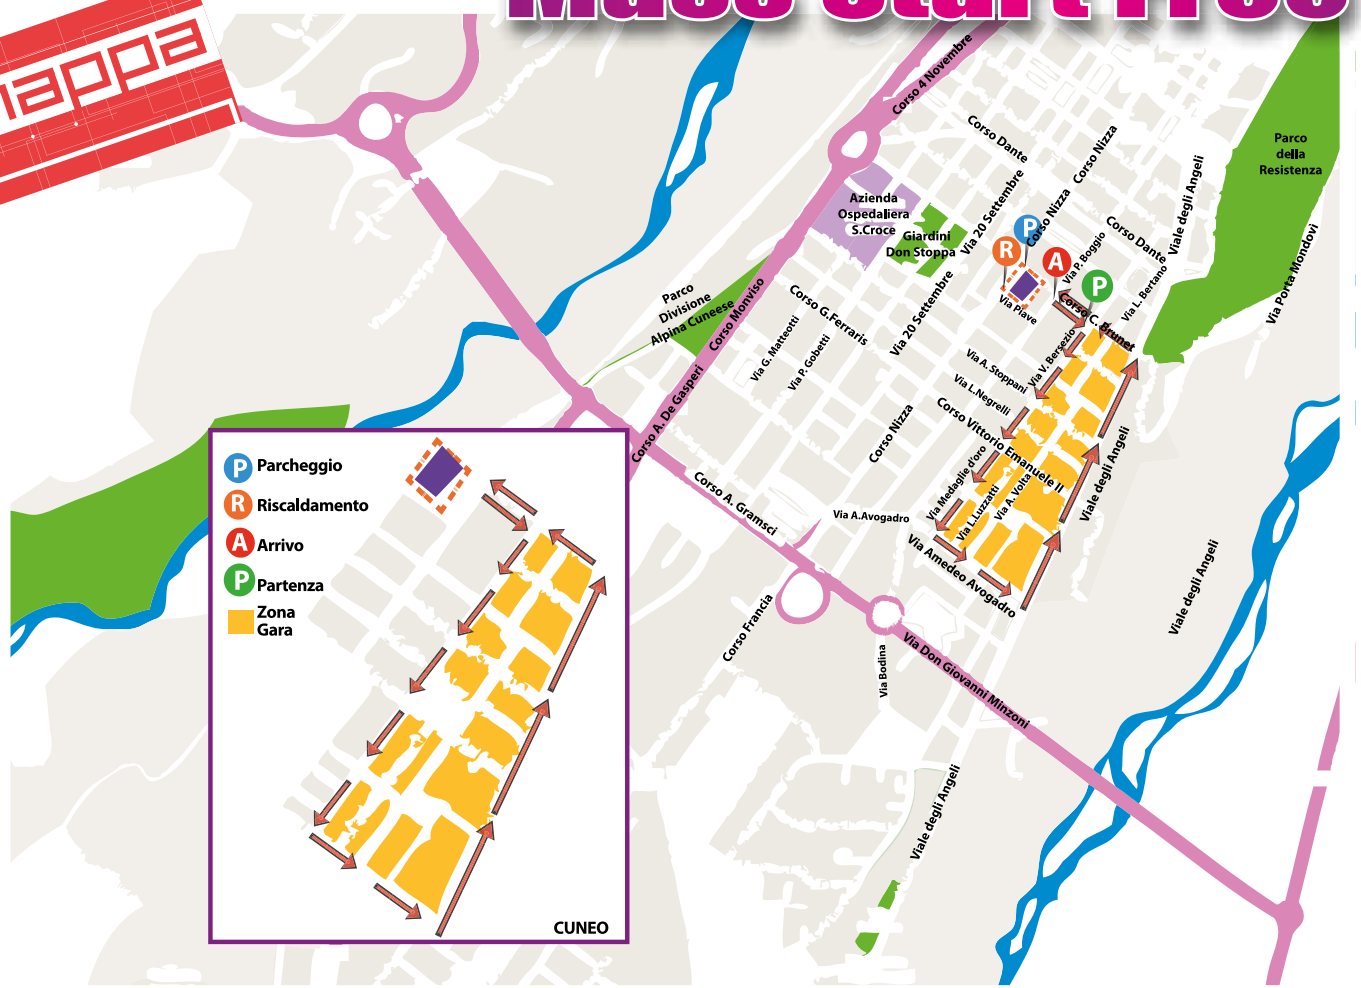 Mass Start Free
mappa
Corso 4 Novembre
Corso Dante
Corso Nizza
Parco
della
Resistenza
Viale degli Angeli
Azienda
Ospedaliera
S.Croce
Giardini
Don Stoppa
Via 20 Settembre
P
Corso Nizza
R
A
Via P. Boggio
Corso Dante
P
Via L. Bertano
Via Porta Mondovì
Parco
Divisione
Alpina Cuneese
Corso Monviso
Corso G.Ferraris
Via 20 Settembre
Via Piave
Corso C. Brunet
Via G. Matteotti
Via P. Gobetti
Via V. Bersezio
Via A. Stoppani
Via L.Negrelli
Corso A. De Gasperi
Corso Nizza
Corso Vittorio Emanuele II
Via Medaglie d'oro
Via L.Luzzatti
Via A. Volta
Viale degli Angeli
Corso A. Gramsci
Via A.Avogadro
Via Amedeo Avogadro
Viale degli Angeli
Corso Francia
Via Bodina
Via Don Giovanni Minzoni
Viale degli Angeli
P Parcheggio
R Riscaldamento
A Arrivo
P Partenza
Zona
Gara
CUNEO